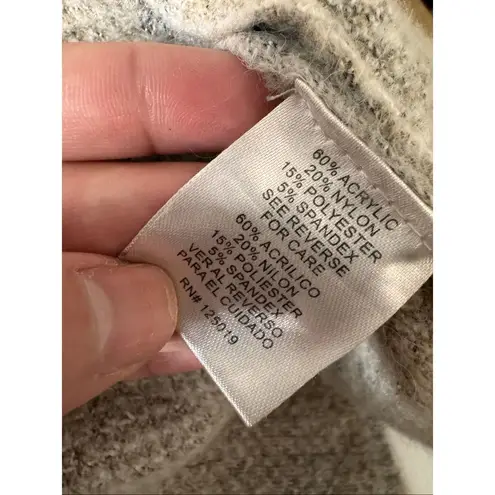 60% ACRYLIC
20% NYLON
15% POLYESTER
5% SPANDEX
SEE REVERSE
FOR CARE
60% ACRILICO
20% NILON
15% POLIESTER
5% SPANDEX
VER AL REVERSO
PARA EL CUIDADO
RN# 125019